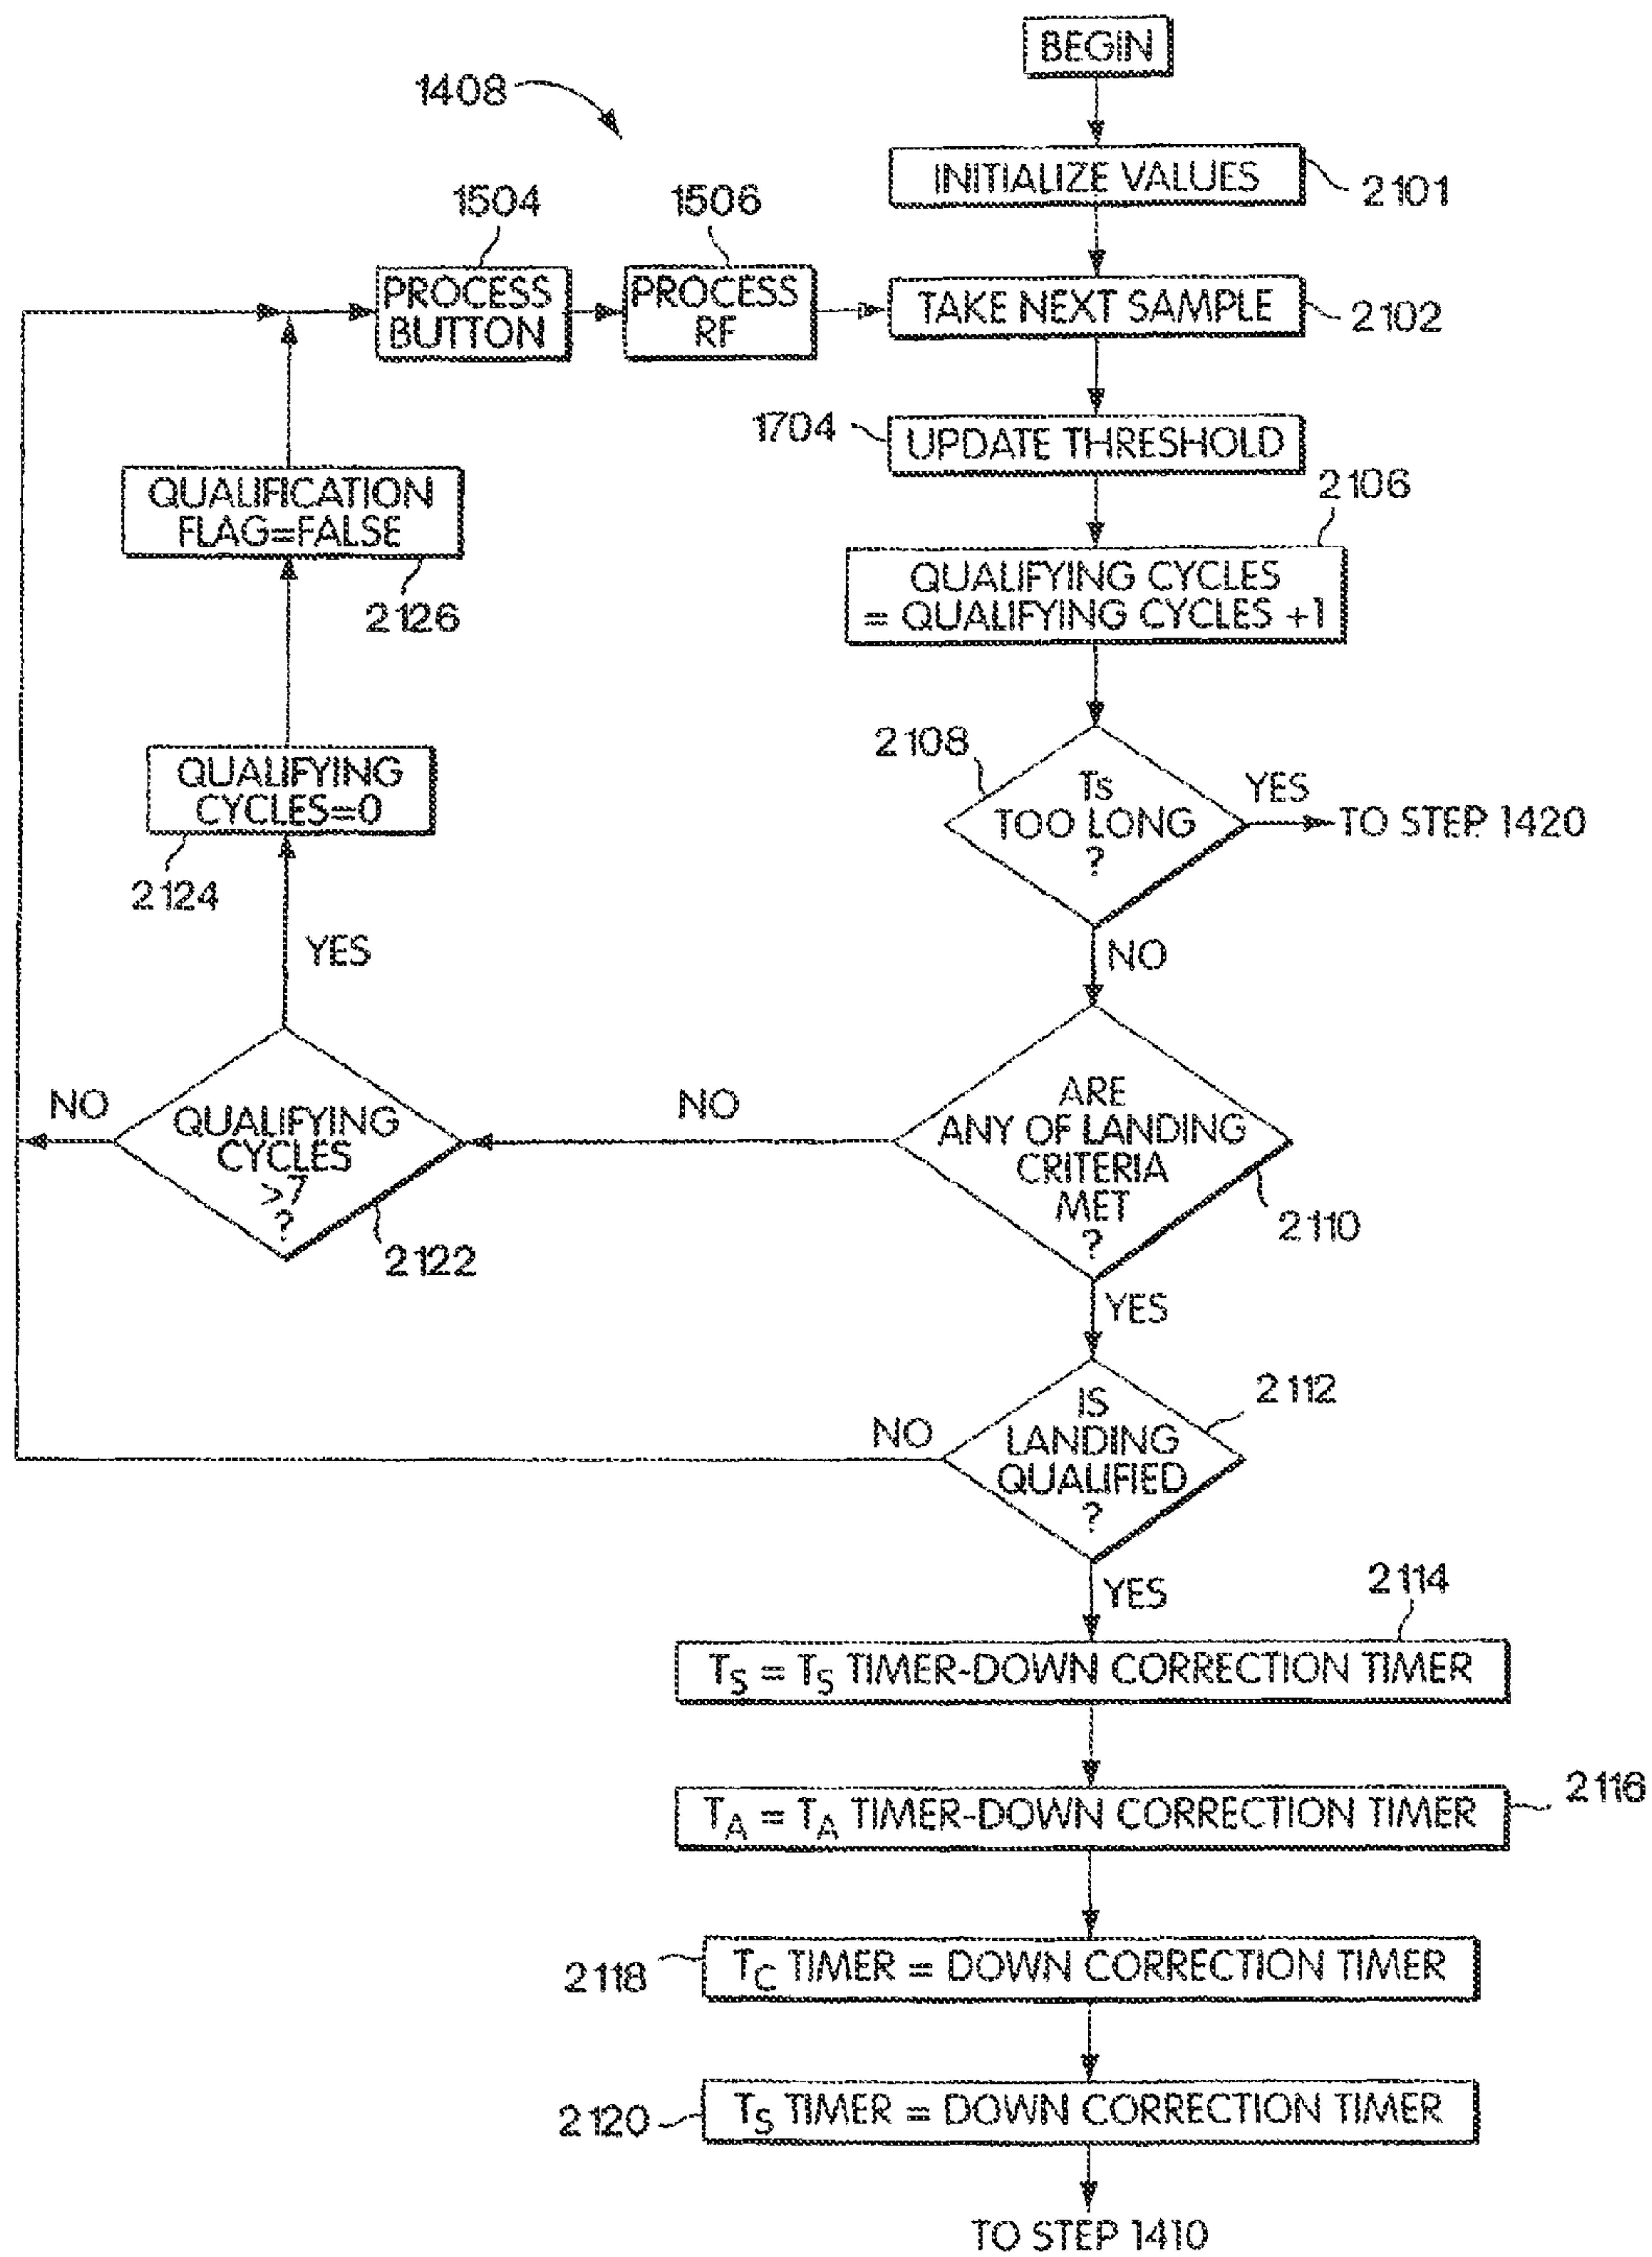 BEGIN
1408
INITIALIZE VALUES
2101
1504
1506
PROCESS
BUTTON
PROCESS
RF
TAKE NEXT SAMPLE
2102
1704
UPDATE THRESHOLD
2106
QUALIFICATION
FLAG=FALSE
2126
QUALIFYING CYCLES
= QUALIFYING CYCLES +1
2108
Ts
TOO LONG
?
YES
TO STEP 1420
QUALIFYING
CYCLES=0
2124
YES
NO
NO
QUALIFYING
CYCLES
>7
?
2122
NO
ARE
ANY OF LANDING
CRITERIA
MET
?
2110
YES
2112
NO
IS
LANDING
QUALIFIED
?
YES
2114
TS = TS TIMER-DOWN CORRECTION TIMER
2116
TA = TA TIMER-DOWN CORRECTION TIMER
2118
TC TIMER = DOWN CORRECTION TIMER
2120
TS TIMER = DOWN CORRECTION TIMER
TO STEP 1410